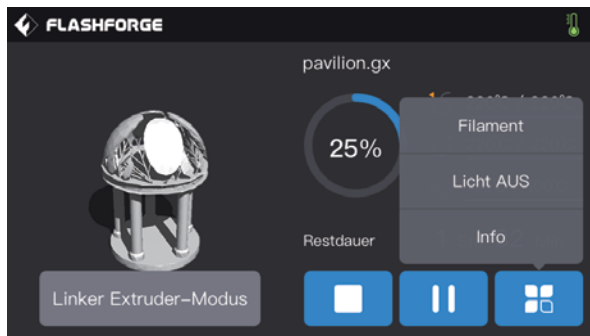 FLASHFORGE
pavilion.gx
25%
Filament
Licht AUS
Restdauer
Info
Linker Extruder-Modus